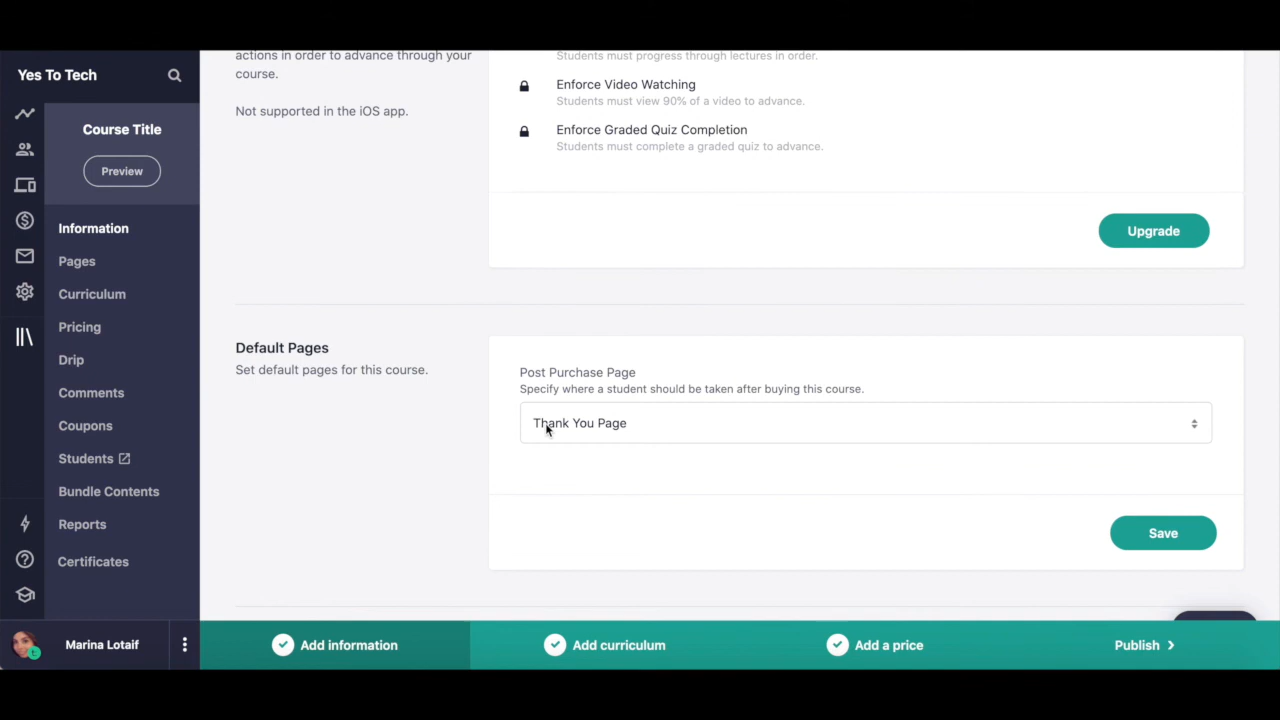 Yes To Tech
Course Title
Preview
Information
Pages
Curriculum
Pricing
Drip
Comments
Coupons
Students
Bundle Contents
Reports
Certificates
Marina Lotaif
actions in order to advance through your
course.
Not supported in the iOS app.
Students must progress through lectures in order.
Enforce Video Watching
Students must view 90% of a video to advance.
Enforce Graded Quiz Completion
Students must complete a graded quiz to advance.
Upgrade
Default Pages
Set default pages for this course.
Post Purchase Page
Specify where a student should be taken after buying this course.
Thank You Page
Save
Add information
Add curriculum
Add a price
Publish